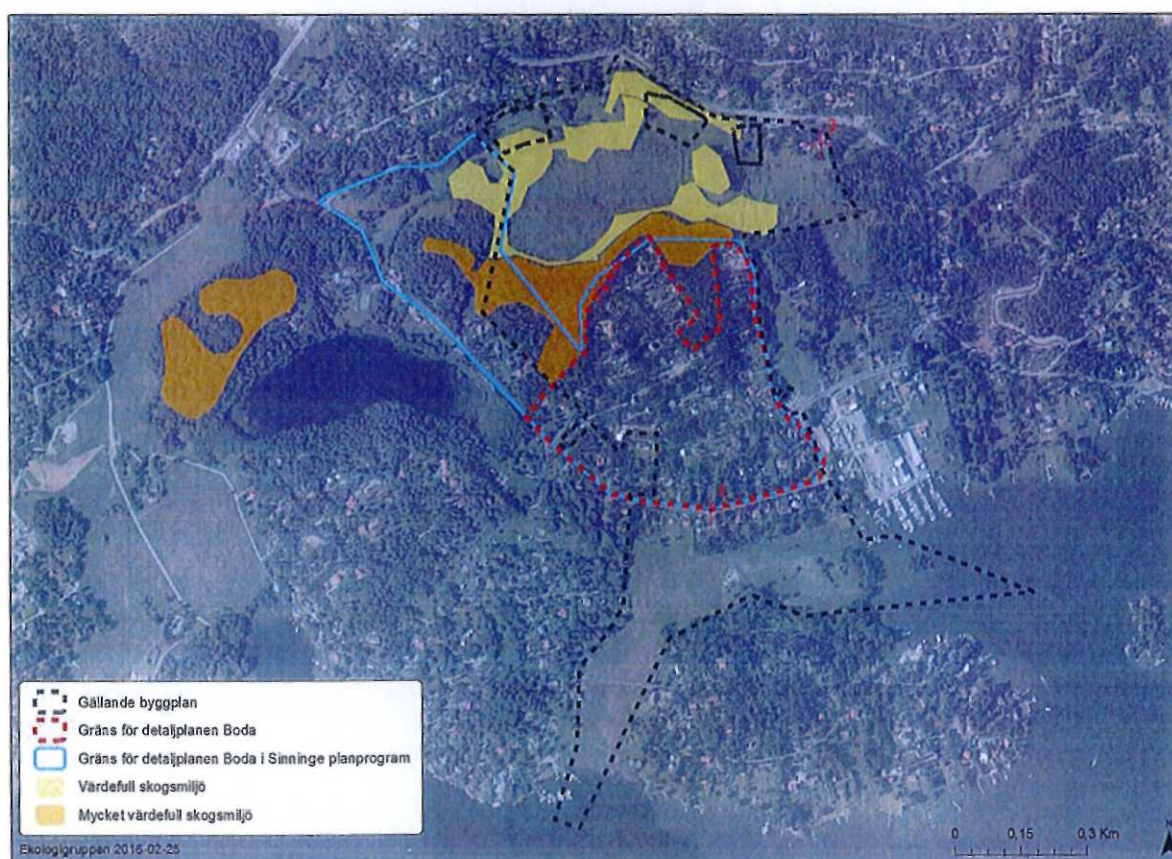 Gällande byggplan
Gräns för detaljplanen Boda
Gräns för detaljplanen Boda i Sinninge planprogram
Värdefull skogsmiljö
Mycket värdefull skogsmiljö
Ekologigruppen 2016-02-25
0 0,15 0,3 Km
N